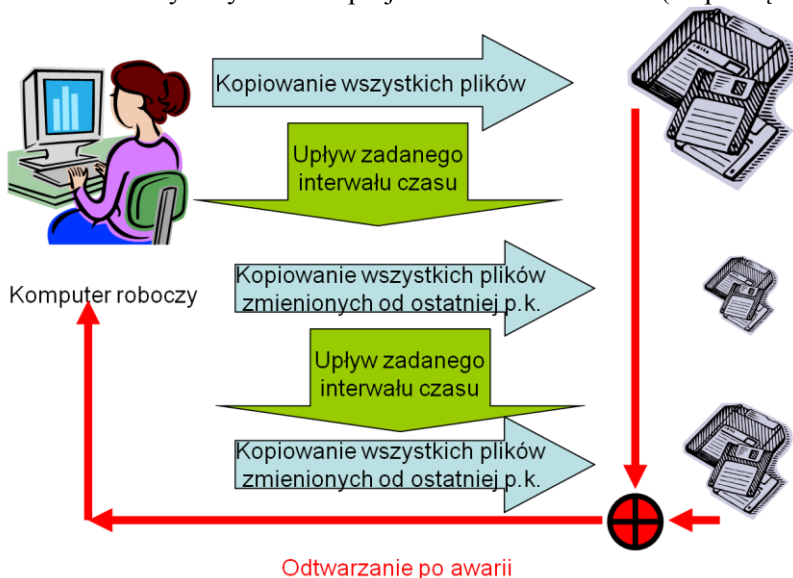 Kopiowanie wszystkich plików
Upływ zadanego
interwału czasu
Kopiowanie wszystkich plików
zmienionych od ostatniej p.k.
Komputer roboczy
Upływ zadanego
interwału czasu
Kopiowanie wszystkich plików
zmienionych od ostatniej p.k.
Odtwarzanie po awarii